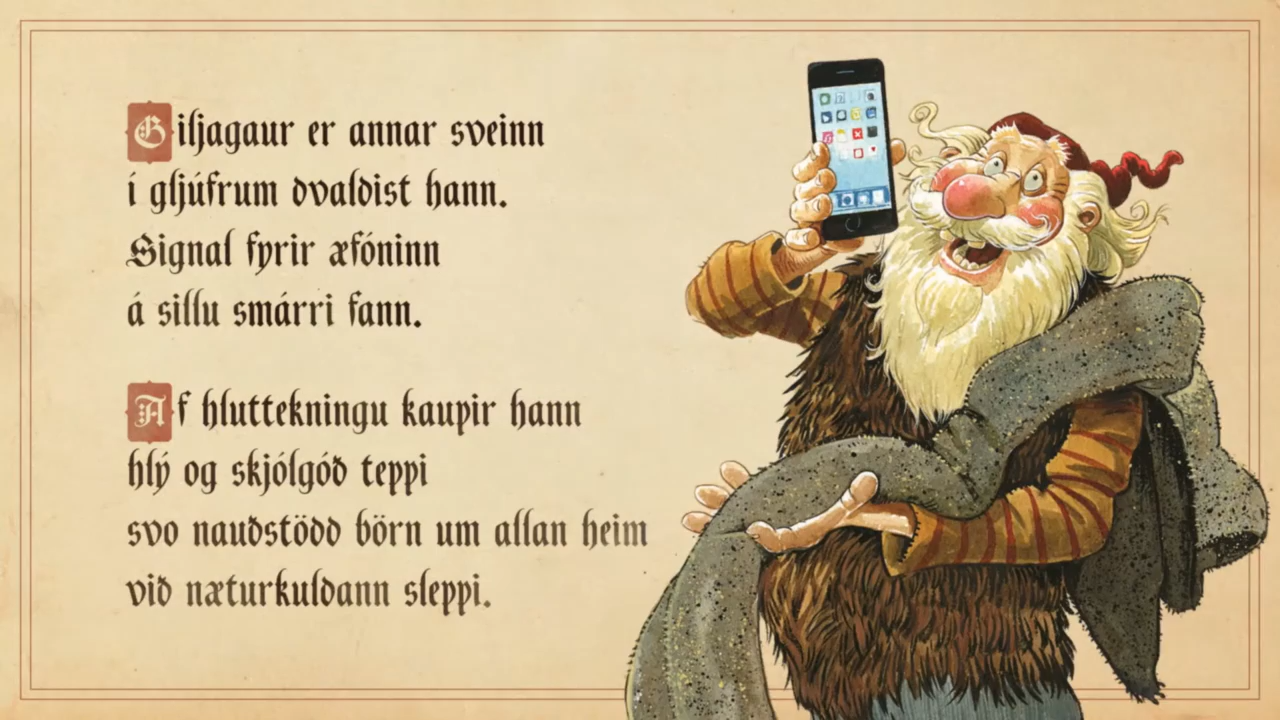 Giljagaur er annar sveinn
í gljúfrum dvaldist hann.
Signal fyrir æfóninn
á sillu smárri fann.
Af hluttekningu kaupir hann
hlý og skjólgóð teppi
svo nauðstödd börn um allan heim
við næturkuldann sleppi.